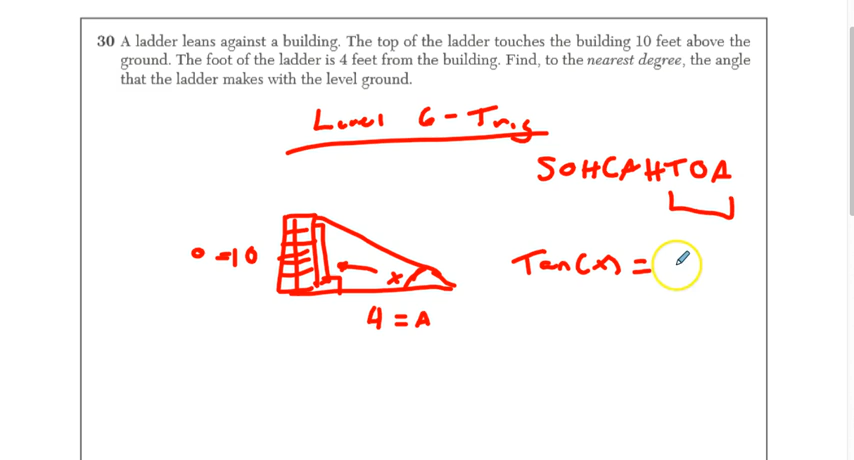 30 A ladder leans against a building. The top of the ladder touches the building 10 feet above the
ground. The foot of the ladder is 4 feet from the building. Find, to the nearest degree, the angle
that the ladder makes with the level ground.
Level 6 - Trig
SOHCAHTOA
O = 10
x
Tan(x) =
4 = A